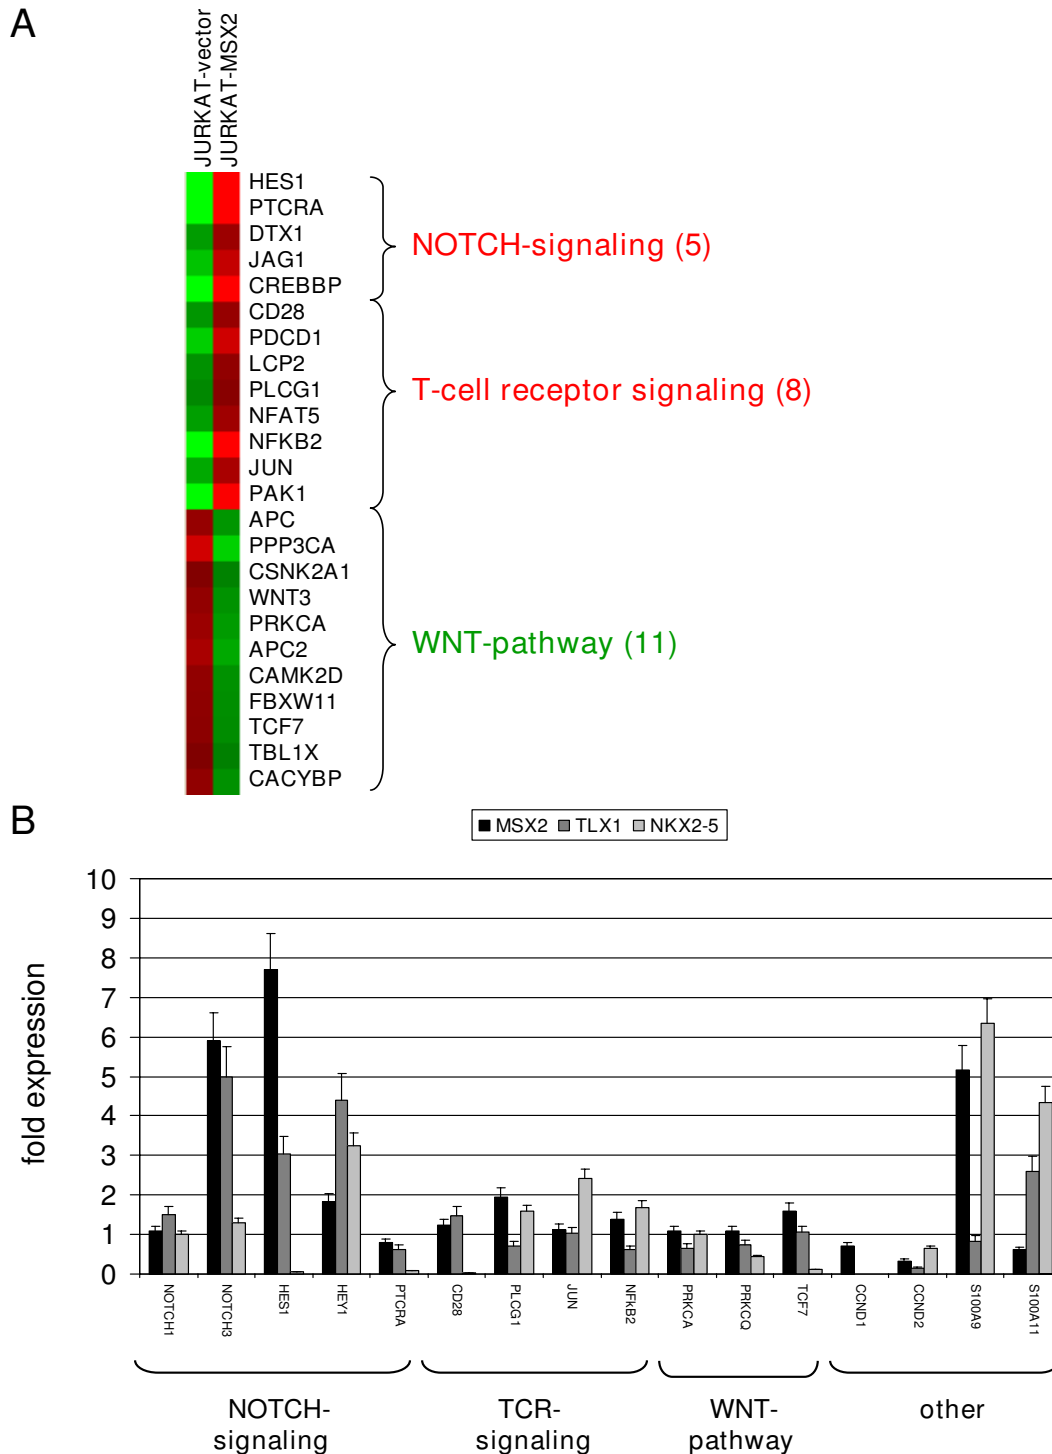 A
JURKAT-vector
JURKAT-MSX2
HES1
PTCRA
DTX1
JAG1
CREBBP
NOTCH-signaling (5)
CD28
PDCD1
LCP2
PLCG1
NFAT5
NFKB2
JUN
PAK1
T-cell receptor signaling (8)
APC
PPP3CA
CSNK2A1
WNT3
PRKCA
APC2
CAMK2D
FBXW11
TCF7
TBL1X
CACYBP
WNT-pathway (11)
B
MSX2 TLX1 NKX2-5
fold expression
10
9
8
7
6
5
4
3
2
1
0
NOTCH1
NOTCH3
HES1
HEY1
PTCRA
CD28
PLCG1
JUN
NFkB2
PRKCA
PRKCQ
TCF7
CCND1
CCND2
S100A9
S100A11
NOTCH-
signaling
TCR-
signaling
WNT-
pathway
other